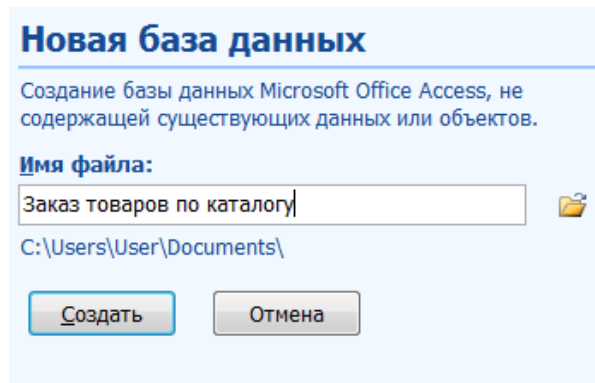 Новая база данных
Создание базы данных Microsoft Office Access, не
содержащей существующих данных или объектов.
Имя файла:
Заказ товаров по каталогу
C:\Users\User\Documents\
Создать
Отмена